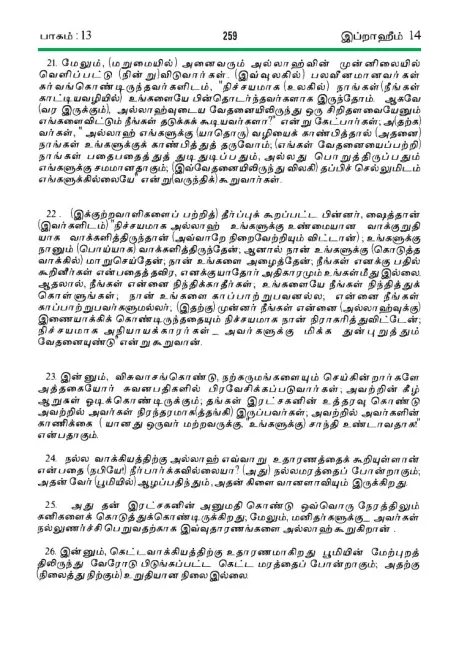 பாகம் : 13 259 இப்ராஹீம் 14
21. மேலும், (மறுமையில்) அனைவரும் அல்லாஹ்வின் முன்னிலையில்
வெளிப்பட்டு (நின்று)விடுவார்கள். (இவ்வுலகில்) பலவீனமானவர்கள்
கர்வங்கொண்டிருந்தவர்களிடம், "நிச்சயமாக (உலகில்) நாங்கள்(நீங்கள்
காட்டியவழியில்) உங்களையே பின்தொடர்ந்தவர்களாக இருந்தோம். ஆகவே
(வர இருக்கும்), அல்லாஹ்வுடைய வேதனையிலிருந்து ஒரு சிறிதளவையேனும்
எங்களைவிட்டும் நீங்கள் தடுக்கக் கூடியவர்களா?" என்று கேட்பார்கள்; அ(தற்க)
வர்கள், " அல்லாஹ் எங்களுக்கு (யாதொரு) வழியைக் காண்பித்தால் (அதனை)
நாங்கள் உங்களுக்குக் காண்பித்துத் தருவோம்; (எங்கள் வேதனையைப்பற்றி)
நாங்கள் பதைபதைத்துத் துடிதுடிப்பதும், அல்லது பொறுத்திருப்பதும்
எங்களுக்கு சமமானதாகும்; (இவ்வேதனையிலிருந்து விலகி) தப்பிச் செல்லுமிடம்
எங்களுக்கில்லையே" என்று(வருந்திக்)கூறுவார்கள்.
22 . (இக்குற்றவாளிகளைப் பற்றித்) தீர்ப்புக் கூறப்பட்ட பின்னர், ஷைத்தான்
(இவர்களிடம்) "நிச்சயமாக அல்லாஹ் உங்களுக்கு உண்மையான வாக்குறுதி
யாக வாக்களித்திருந்தான் (அவ்வாறே நிறைவேற்றியும் விட்டான்) ; உங்களுக்கு
நானும் (பொய்யாக) வாக்களித்திருந்தேன்; ஆனால் நான் உங்களுக்கு (கொடுத்த
வாக்கில்) மாறுசெய்தேன்; நான் உங்களை அழைத்தேன்; நீங்கள் எனக்கு பதில்
கூறினீர்கள் என்பதைத்தவிர, எனக்கு யாதோர் அதிகாரமும் உங்கள்மீது இல்லை.
ஆதலால், நீங்கள் என்னை நிந்திக்காதீர்கள்; உங்களையே நீங்கள் நிந்தித்துக்
கொள்ளுங்கள்; நான் உங்களை காப்பாற்றுபவனல்ல; என்னை நீங்கள்
காப்பாற்றுபவர்களுமல்லர்; (இதற்கு)முன்னர் நீங்கள் என்னை (அல்லாஹ்வுக்கு)
இணையாக்கிக் கொண்டிருந்ததையும் நிச்சயமாக நான் நிராகரித்துவிட்டேன்;
நிச்சயமாக அநியாயக்காரர்கள் _ அவர்களுக்கு மிக்க துன்புறுத்தும்
வேதனையுண்டு" என்று கூறுவான்.
23. இன்னும், விசுவாசங்கொண்டு, நற்கருமங்களையும் செய்கின்றார்களே
அத்தகையோர் சுவனபதிகளில் பிரவேசிக்கப்படுவார்கள்; அவற்றின் கீழ்
ஆறுகள் ஓடிக்கொண்டிருக்கும்; தங்கள் இரட்சகனின் உத்தரவு கொண்டு
அவற்றில் அவர்கள் நிரந்தரமாக(த்தங்கி) இருப்பவர்கள்; அவற்றில் அவர்களின்
காணிக்கை ( யானது ஒருவர் மற்றவருக்கு. "உங்களுக்கு) சாந்தி உண்டாவதாக!"
என்பதாகும்.
24. நல்ல வாக்கியத்திற்கு அல்லாஹ் எவ்வாறு உதாரணத்தைக் கூறியுள்ளான்
என்பதை (நபியே!) நீர்பார்க்கவில்லையா? (அது) நல்லமரத்தைப் போன்றதாகும்;
அதன் வேர் (பூமியில்) ஆழப்பதிந்தும், அதன் கிளை வானளாவியும் இருக்கிறது.
25. அது தன் இரட்சகனின் அனுமதி கொண்டு ஒவ்வொரு நேரத்திலும்
கனிகளைக் கொடுத்துக்கொண்டிருக்கிறது; மேலும், மனிதர்களுக்கு_ அவர்கள்
நல்லுணர்ச்சி பெறுவதற்காக இவ்வுதாரணங்களை அல்லாஹ் கூறுகிறான் .
26. இன்னும், கெட்டவாக்கியத்திற்கு உதாரணமாகிறது பூமியின் மேற்புறத்
திலிருந்து வேரோடு பிடுங்கப்பட்ட கெட்ட மரத்தைப் போன்றாகும்; அதற்கு
(நிலைத்து நிற்கும்) உறுதியான நிலை இல்லை.